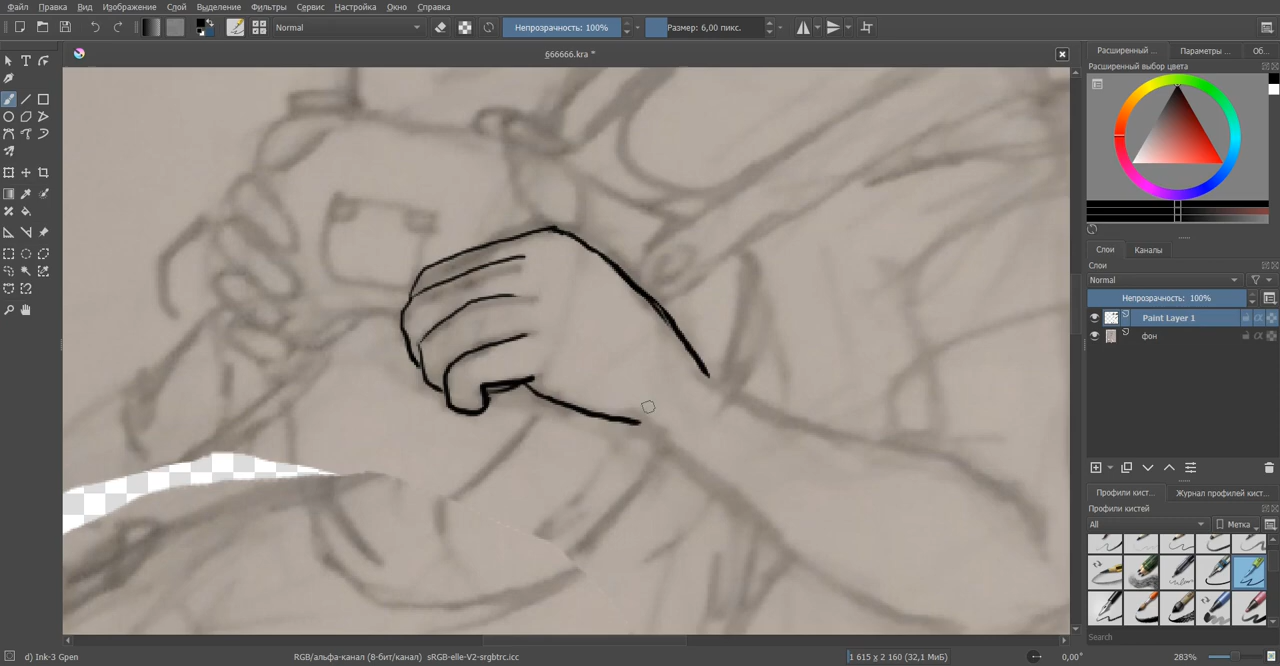 Файл Правка Вид Изображение Слой Выделение Фильтры Сервис Настройка Окно Справка
Normal Непрозрачность: 100% Размер: 6,00 пикс.
666666.kra *
Расширенный ... Параметры ... Об...
Расширенный выбор цвета
Слои Каналы
Слои
Normal
Непрозрачность: 100%
Paint Layer 1
фон
Профили кист... Журнал профилей кист...
Профили кистей
All Метка
Search
d) Ink-3 Gpen RGB/альфа-канал (8-бит/канал) sRGB-elle-V2-srgbtrc.icc 1 615 x 2 160 (32,1 МиБ) 0,00° 283%